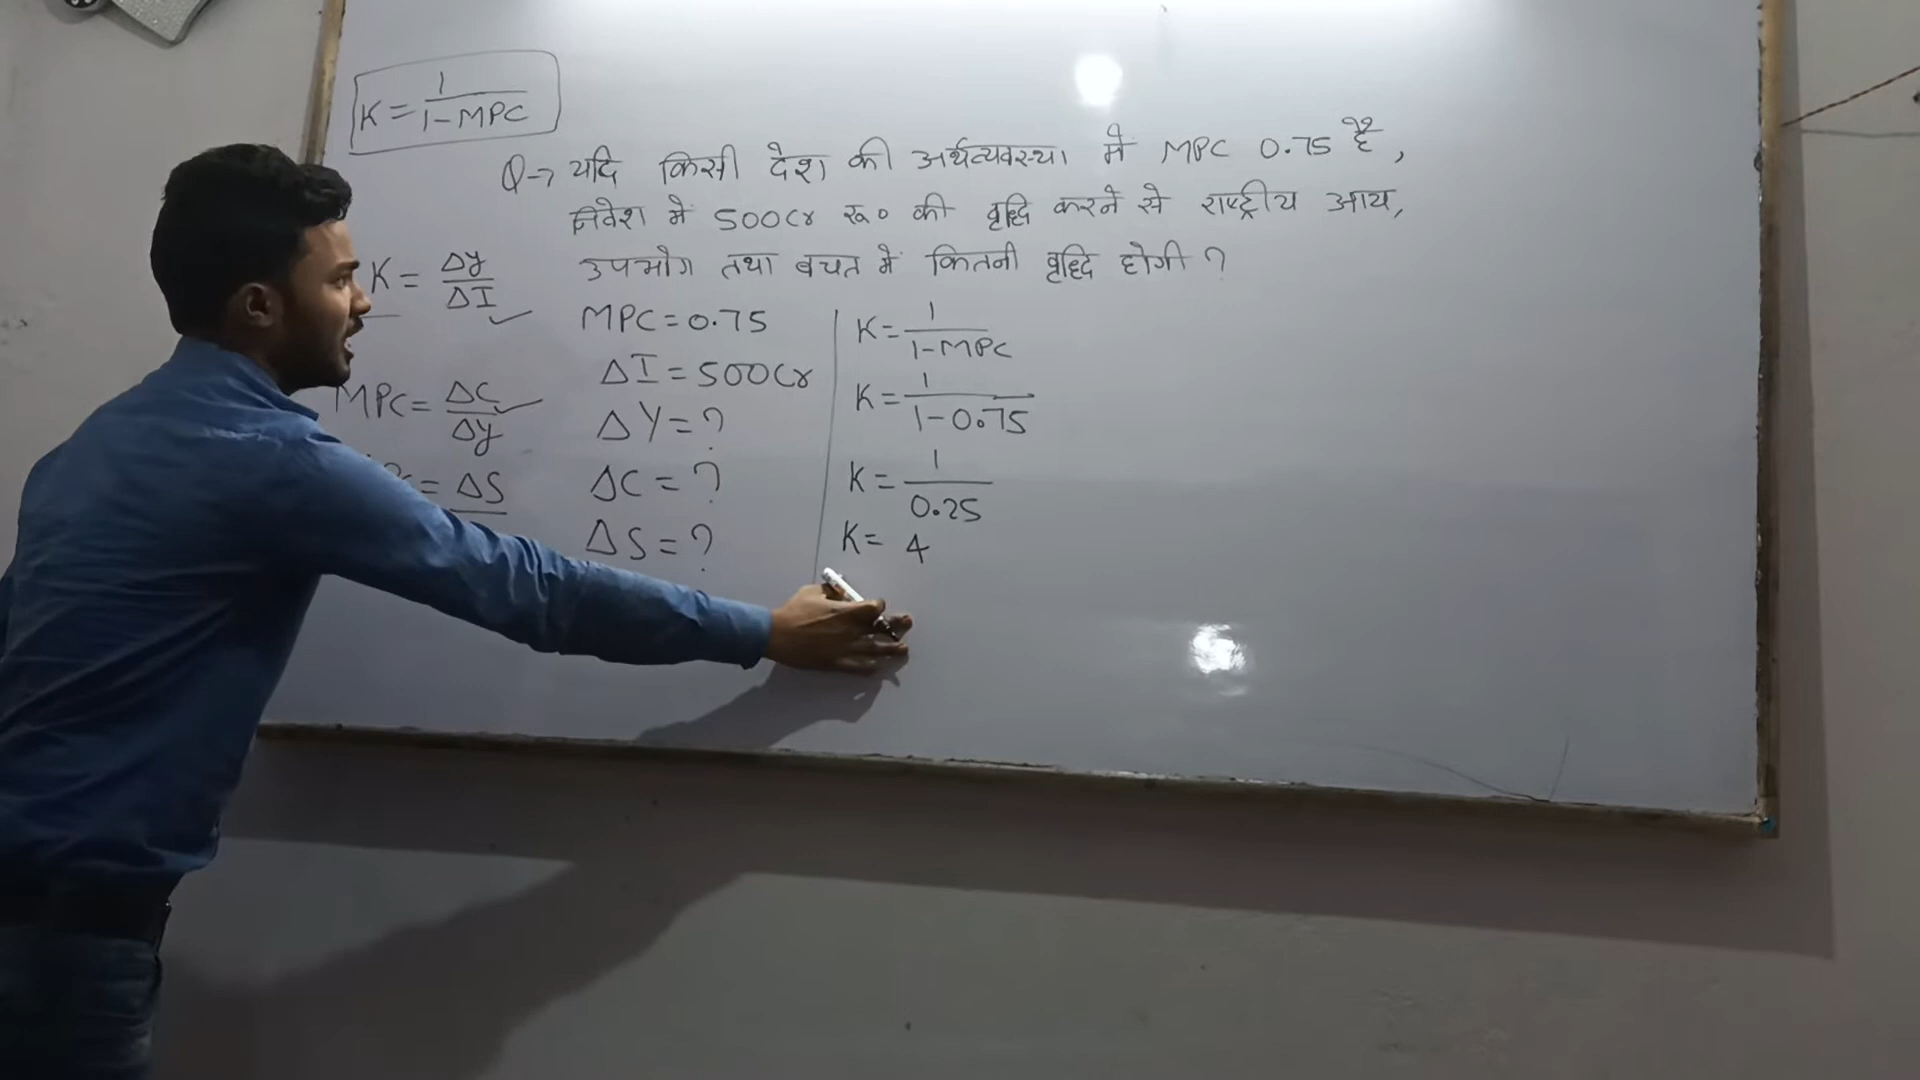 K = 1/1-MPC
Q→ यदि किसी देश की अर्थव्यवस्था में MPC 0.75 है,
निवेश में 500Cr रू० की वृद्धि करने से राष्ट्रीय आय,
उपभोग तथा बचत में कितनी वृद्धि होगी ?
K = Δy/ΔI ✓
MPC = ΔC/Δy ✓
= ΔS
MPC = 0.75
ΔI = 500Cr
ΔY = ?
ΔC = ?
ΔS = ?
K = 1/1-MPC
K = 1/1-0.75
K = 1/0.25
K = 4